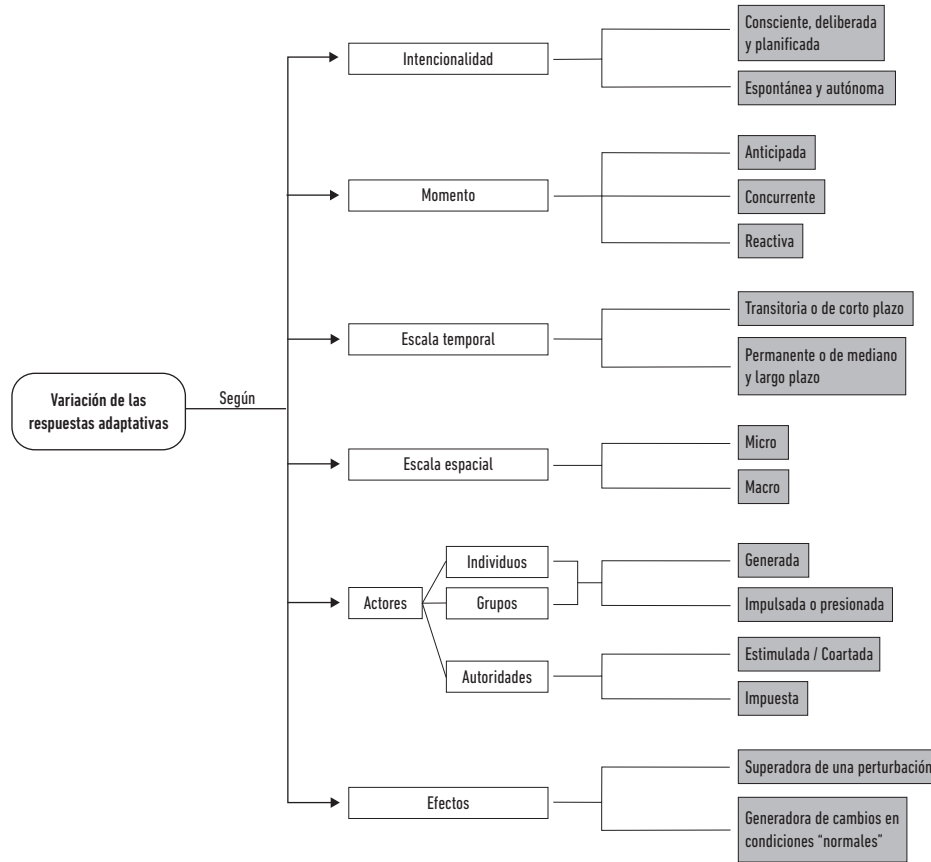 Variación de las
respuestas adaptativas
Según
Intencionalidad
Consciente, deliberada
y planificada
Espontánea y autónoma
Momento
Anticipada
Concurrente
Reactiva
Escala temporal
Transitoria o de corto plazo
Permanente o de mediano
y largo plazo
Escala espacial
Micro
Macro
Actores
Individuos
Grupos
Generada
Impulsada o presionada
Autoridades
Estimulada / Coartada
Impuesta
Efectos
Superadora de una perturbación
Generadora de cambios en
condiciones “normales”